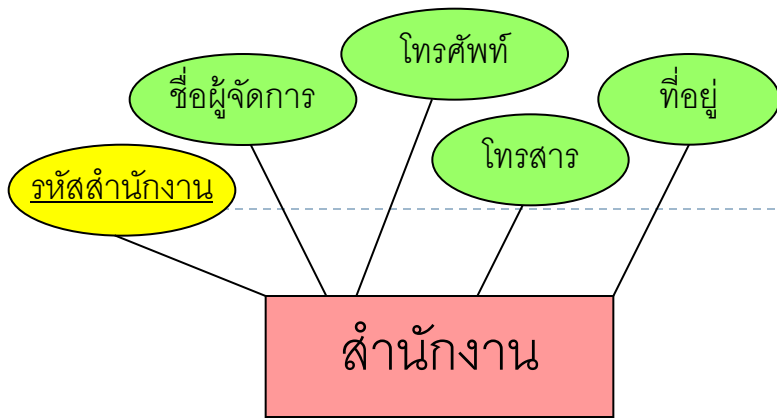 โทรศัพท์
ชื่อผู้จัดการ
ที่อยู่
โทรสาร
รหัสสำนักงาน
สำนักงาน